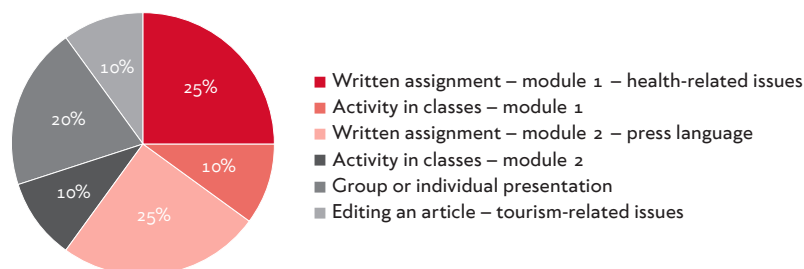 10%
25%
20%
10%
10%
25%
Written assignment – module 1 – health-related issues
Activity in classes – module 1
Written assignment – module 2 – press language
Activity in classes – module 2
Group or individual presentation
Editing an article – tourism-related issues